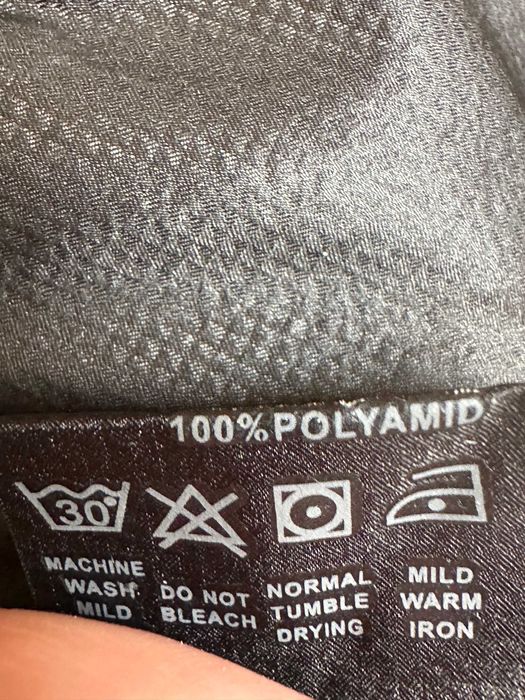 100% POLYAMID
30°
MACHINE
WASH
MILD
DO NOT
BLEACH
NORMAL
TUMBLE
DRYING
MILD
WARM
IRON